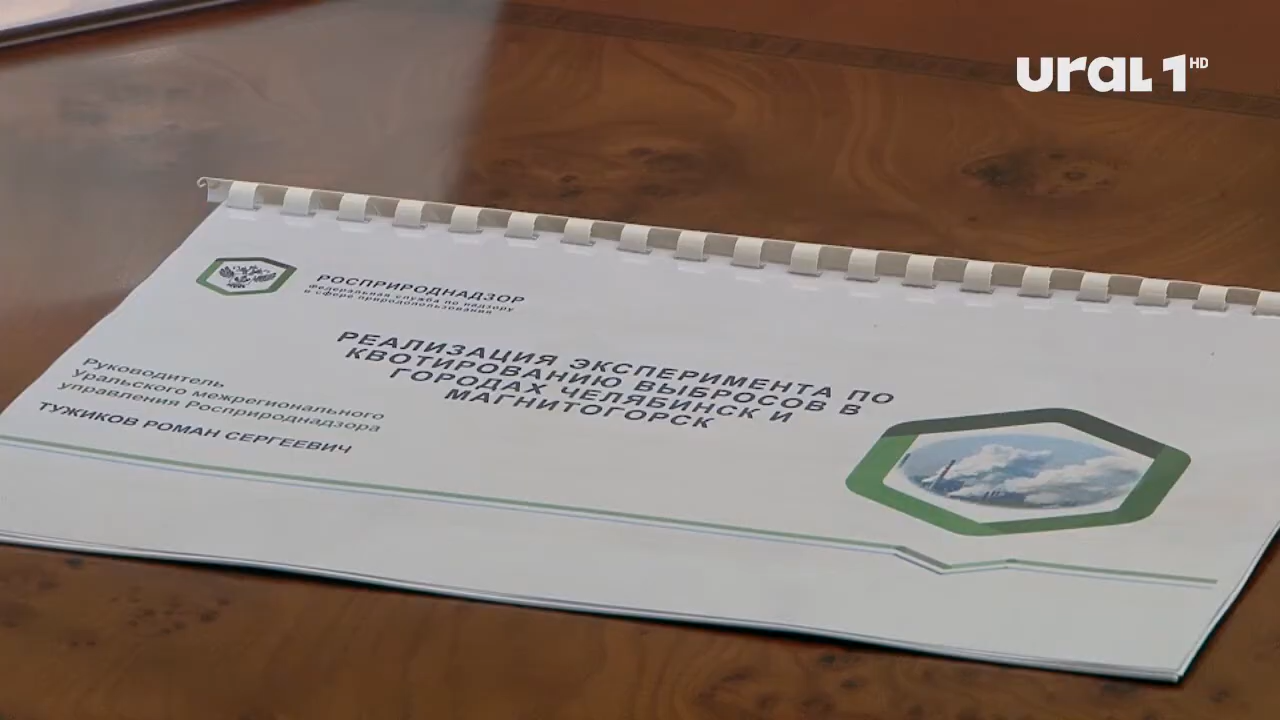 ural 1 HD
РОСПРИРОДНАДЗОР
Федеральная служба по надзору
в сфере природопользования
РЕАЛИЗАЦИЯ ЭКСПЕРИМЕНТА ПО
КВОТИРОВАНИЮ ВЫБРОСОВ В
ГОРОДАХ ЧЕЛЯБИНСК И
МАГНИТОГОРСК
Руководитель
Уральского межрегионального
управления Росприроднадзора
ТУЖИКОВ РОМАН СЕРГЕЕВИЧ